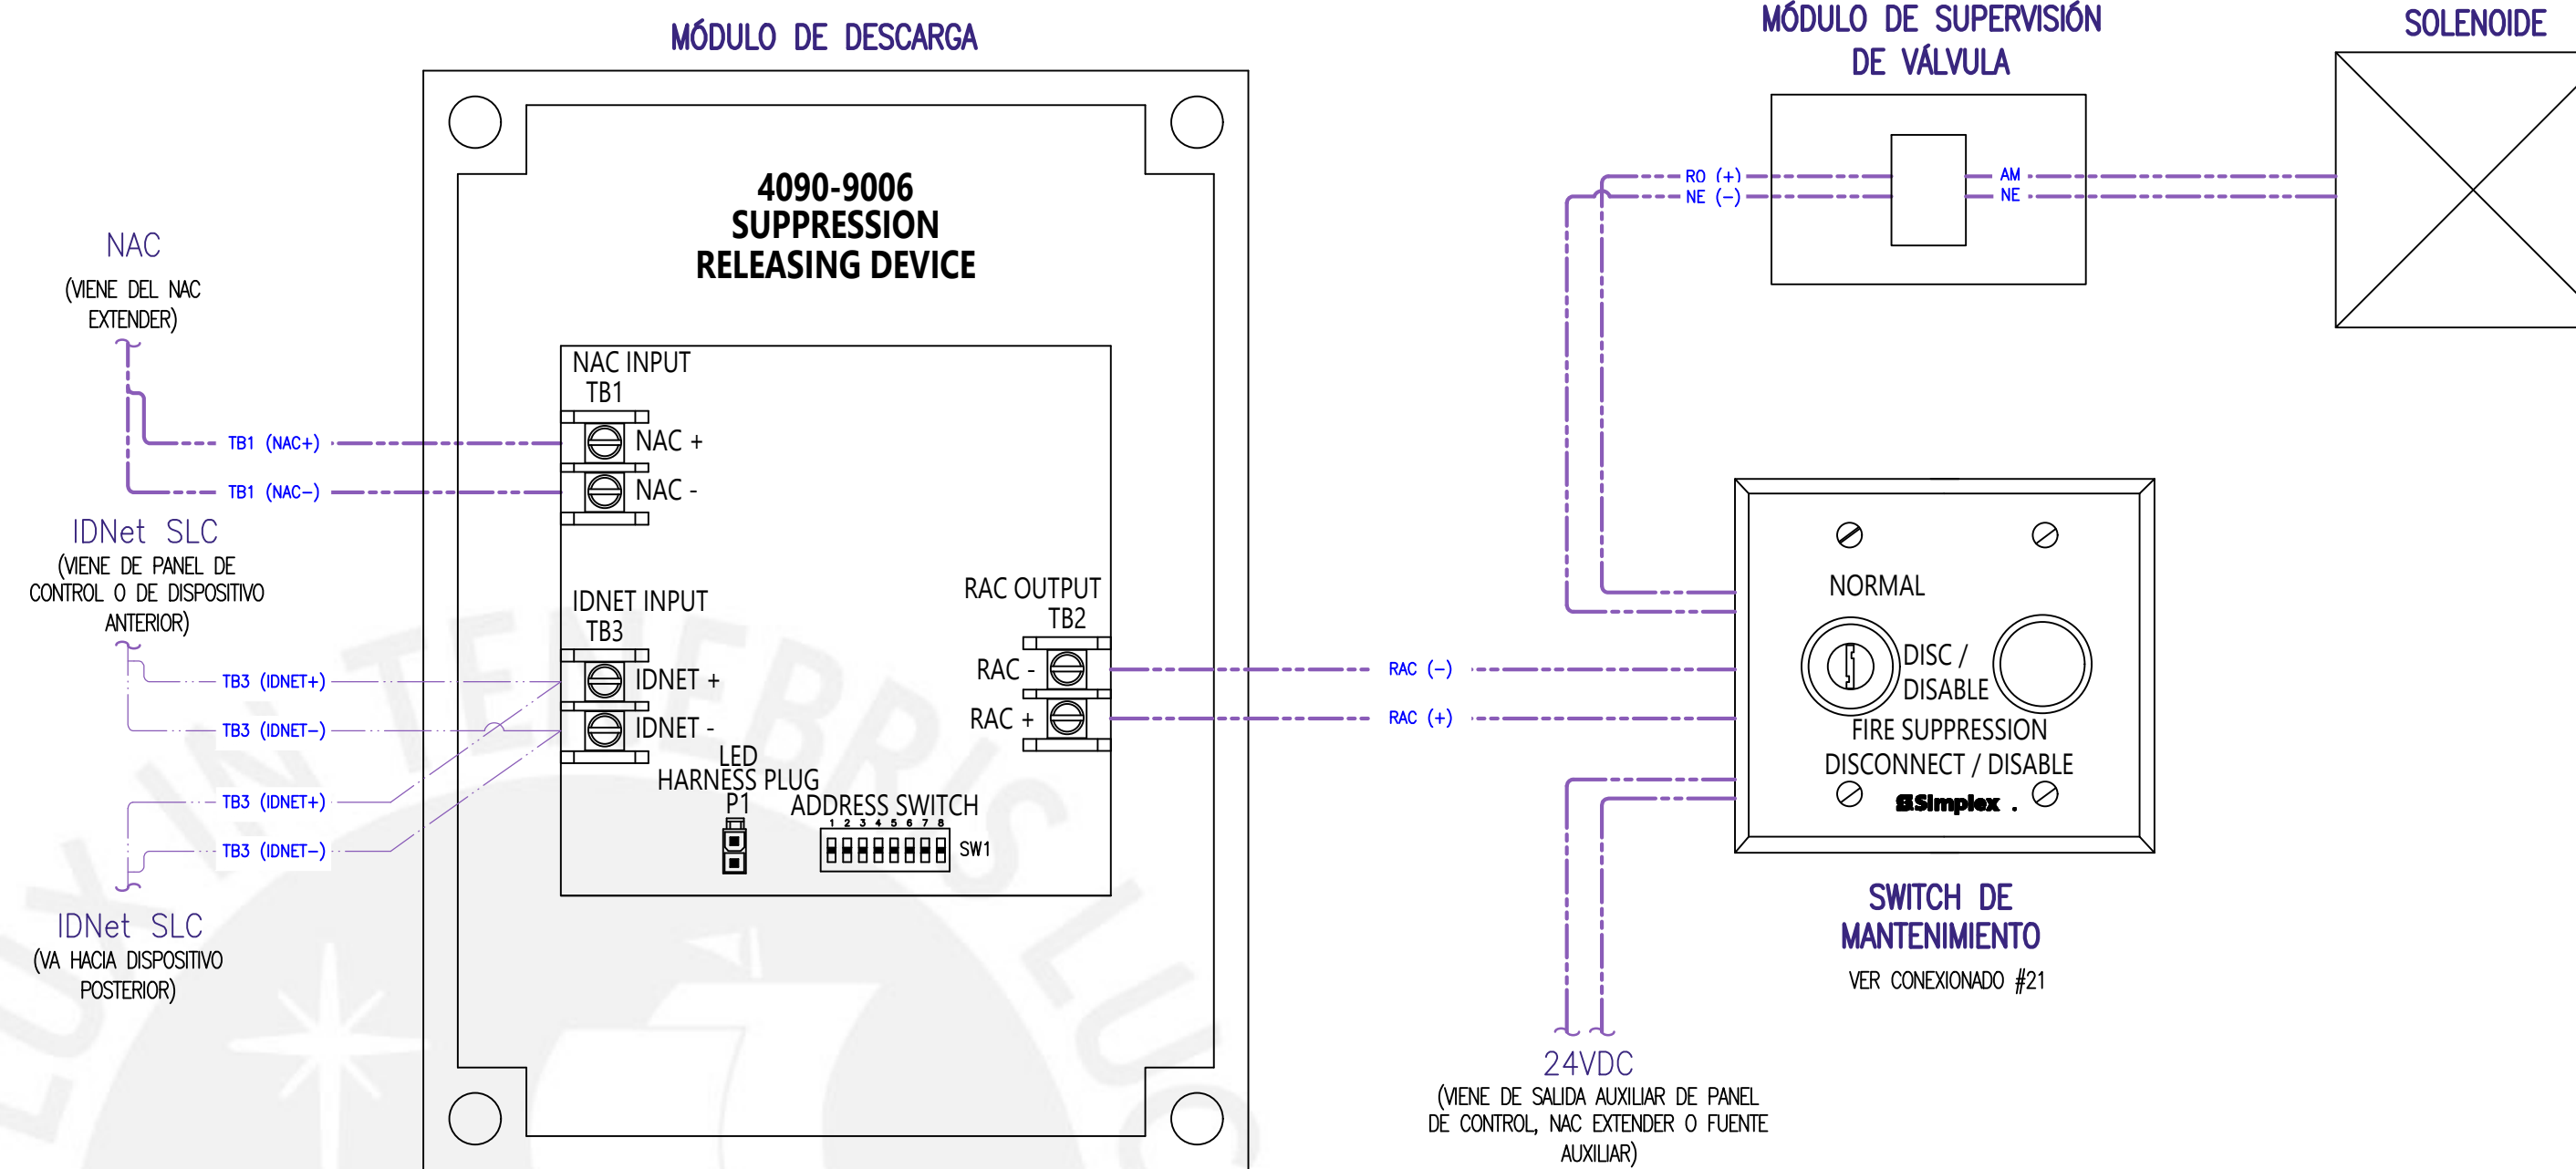 MÓDULO DE DESCARGA
4090-9006
SUPPRESSION
RELEASING DEVICE
NAC
(VIENE DEL NAC
EXTENDER)
TB1 (NAC+)
TB1 (NAC-)
IDNet SLC
(VIENE DE PANEL DE
CONTROL O DE DISPOSITIVO
ANTERIOR)
TB3 (IDNET+)
TB3 (IDNET-)
TB3 (IDNET+)
TB3 (IDNET-)
IDNet SLC
(VA HACIA DISPOSITIVO
POSTERIOR)
NAC INPUT
TB1
NAC +
NAC -
IDNET INPUT
TB3
IDNET +
IDNET -
LED
HARNESS PLUG
P1
ADDRESS SWITCH
1 2 3 4 5 6 7 8
SW1
RAC OUTPUT
TB2
RAC -
RAC +
RAC (-)
RAC (+)
MÓDULO DE SUPERVISIÓN
DE VÁLVULA
RO (+)
NE (-)
AM
NE
SOLENOIDE
NORMAL
DISC /
DISABLE
FIRE SUPPRESSION
DISCONNECT / DISABLE
Simplex .
SWITCH DE
MANTENIMIENTO
VER CONEXIONADO #21
24VDC
(VIENE DE SALIDA AUXILIAR DE PANEL
DE CONTROL, NAC EXTENDER O FUENTE
AUXILIAR)
LUX IN TENEBRIS LUC